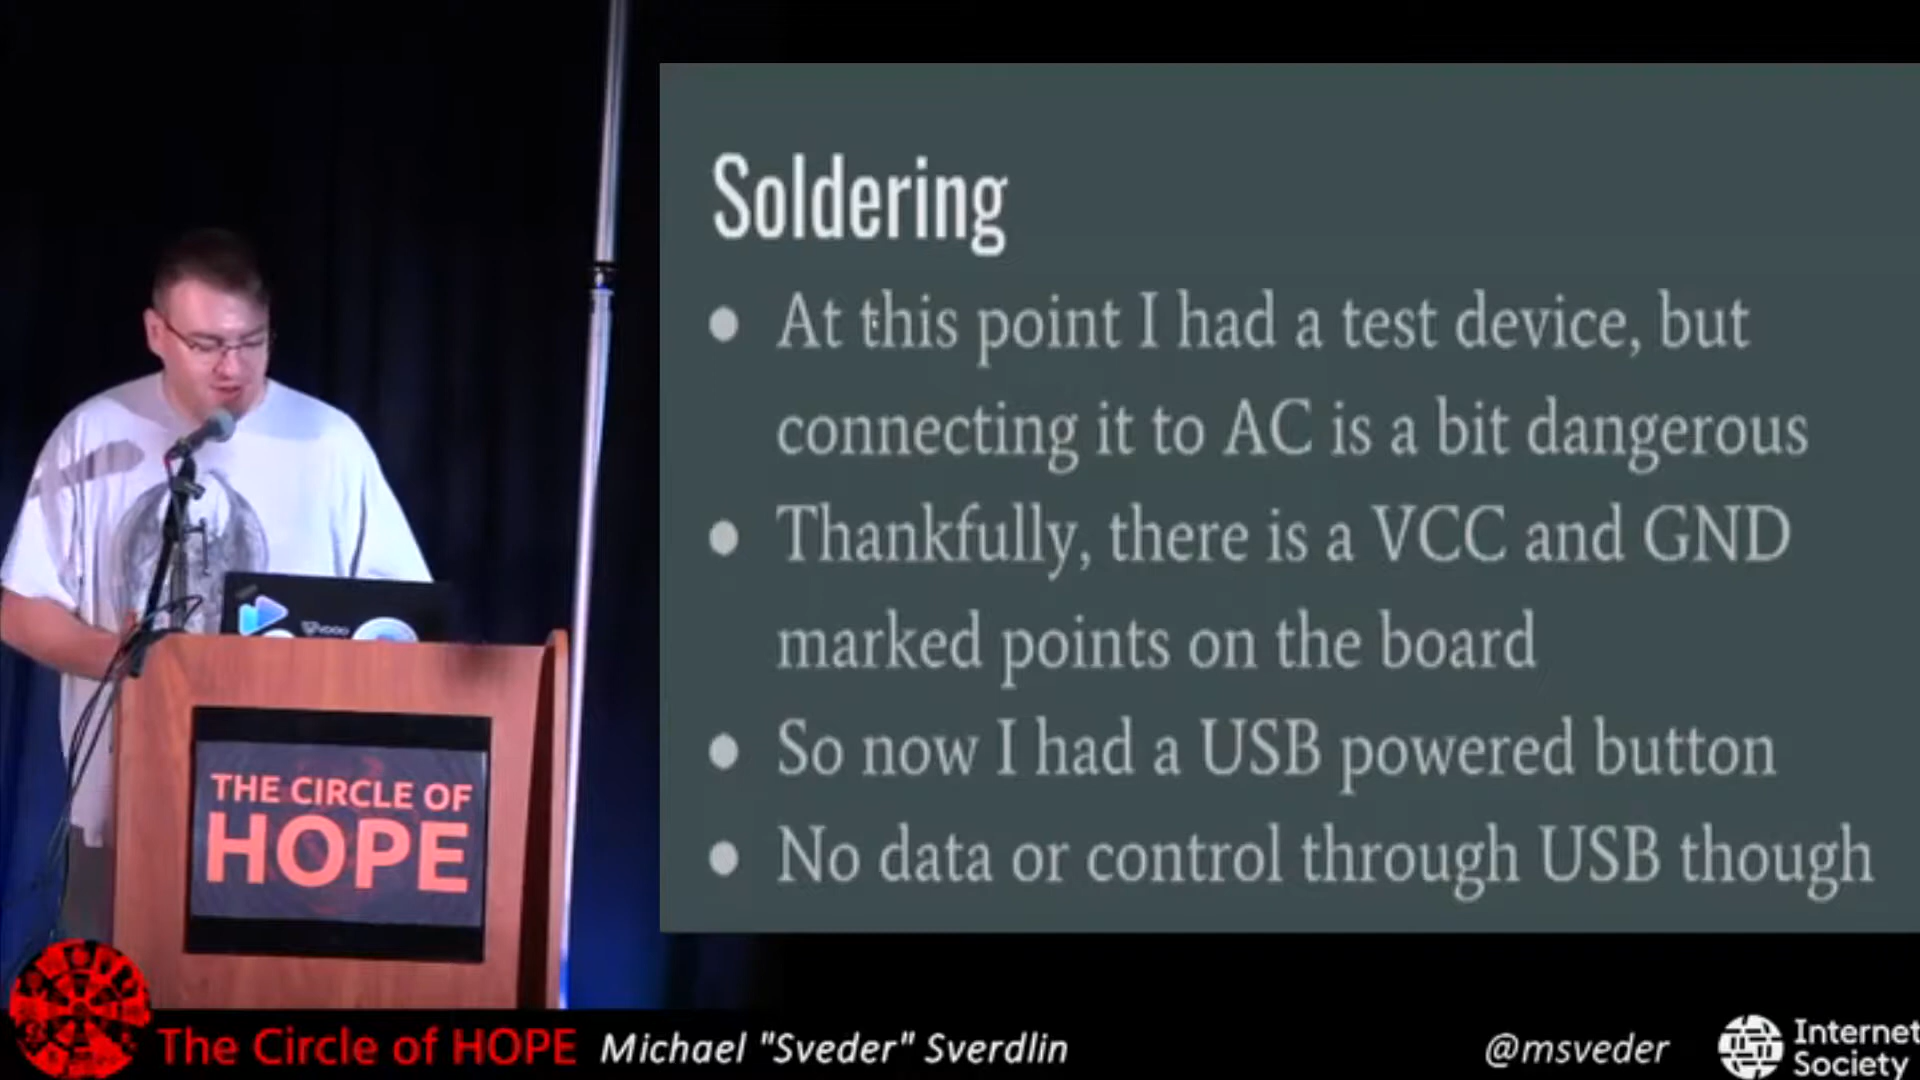 Soldering
● At this point I had a test device, but
connecting it to AC is a bit dangerous
● Thankfully, there is a VCC and GND
marked points on the board
● So now I had a USB powered button
● No data or control through USB though
THE CIRCLE OF
HOPE
The Circle of HOPE Michael "Sveder" Sverdlin @msveder Internet
Society